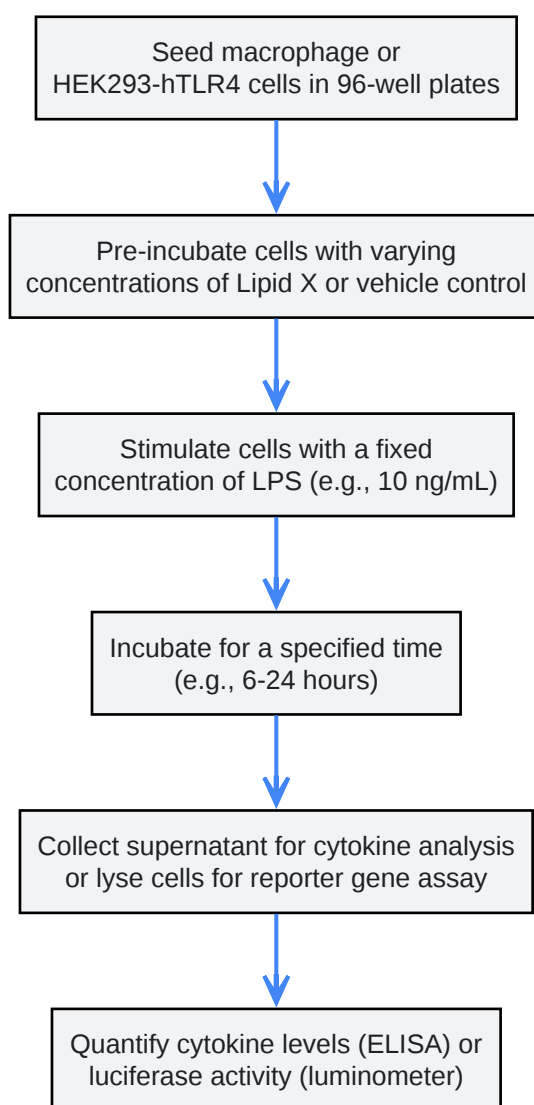 Seed macrophage or
HEK293-hTLR4 cells in 96-well plates
Pre-incubate cells with varying
concentrations of Lipid X or vehicle control
Stimulate cells with a fixed
concentration of LPS (e.g., 10 ng/mL)
Incubate for a specified time
(e.g., 6-24 hours)
Collect supernatant for cytokine analysis
or lyse cells for reporter gene assay
Quantify cytokine levels (ELISA) or
luciferase activity (luminometer)